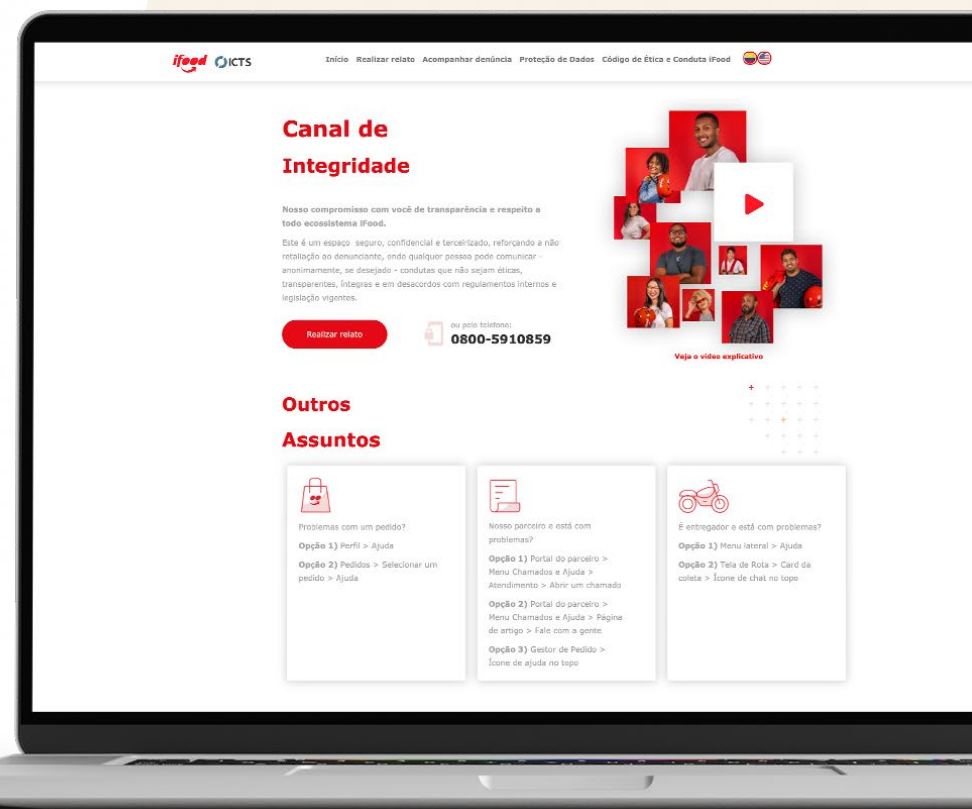 ifood ICTS
Início Realizar relato Acompanhar denúncia Proteção de Dados Código de Ética e Conduta iFood
Canal de
Integridade
Nosso compromisso com você de transparência e respeito a
todo ecossistema iFood.
Este é um espaço seguro, confidencial e terceirizado, reforçando a não
retaliação ao denunciante, onde qualquer pessoa pode comunicar -
anonimamente, se desejado - condutas que não sejam éticas,
transparentes, íntegras e em desacordos com regulamentos internos e
legislação vigentes.
Realizar relato
ou pelo telefone:
0800-5910859
Veja o vídeo explicativo
Outros
Assuntos
Problemas com um pedido?
Opção 1) Perfil > Ajuda
Opção 2) Pedidos > Selecionar um
pedido > Ajuda
Nosso parceiro e está com
problemas?
Opção 1) Portal do parceiro >
Menu Chamados e Ajuda >
Atendimento > Abrir um chamado
Opção 2) Portal do parceiro >
Menu Chamados e Ajuda > Página
de artigo > Fale com a gente
Opção 3) Gestor de Pedido >
Ícone de ajuda no topo
É entregador e está com problemas?
Opção 1) Menu lateral > Ajuda
Opção 2) Tela de Rota > Card da
coleta > Ícone de chat no topo